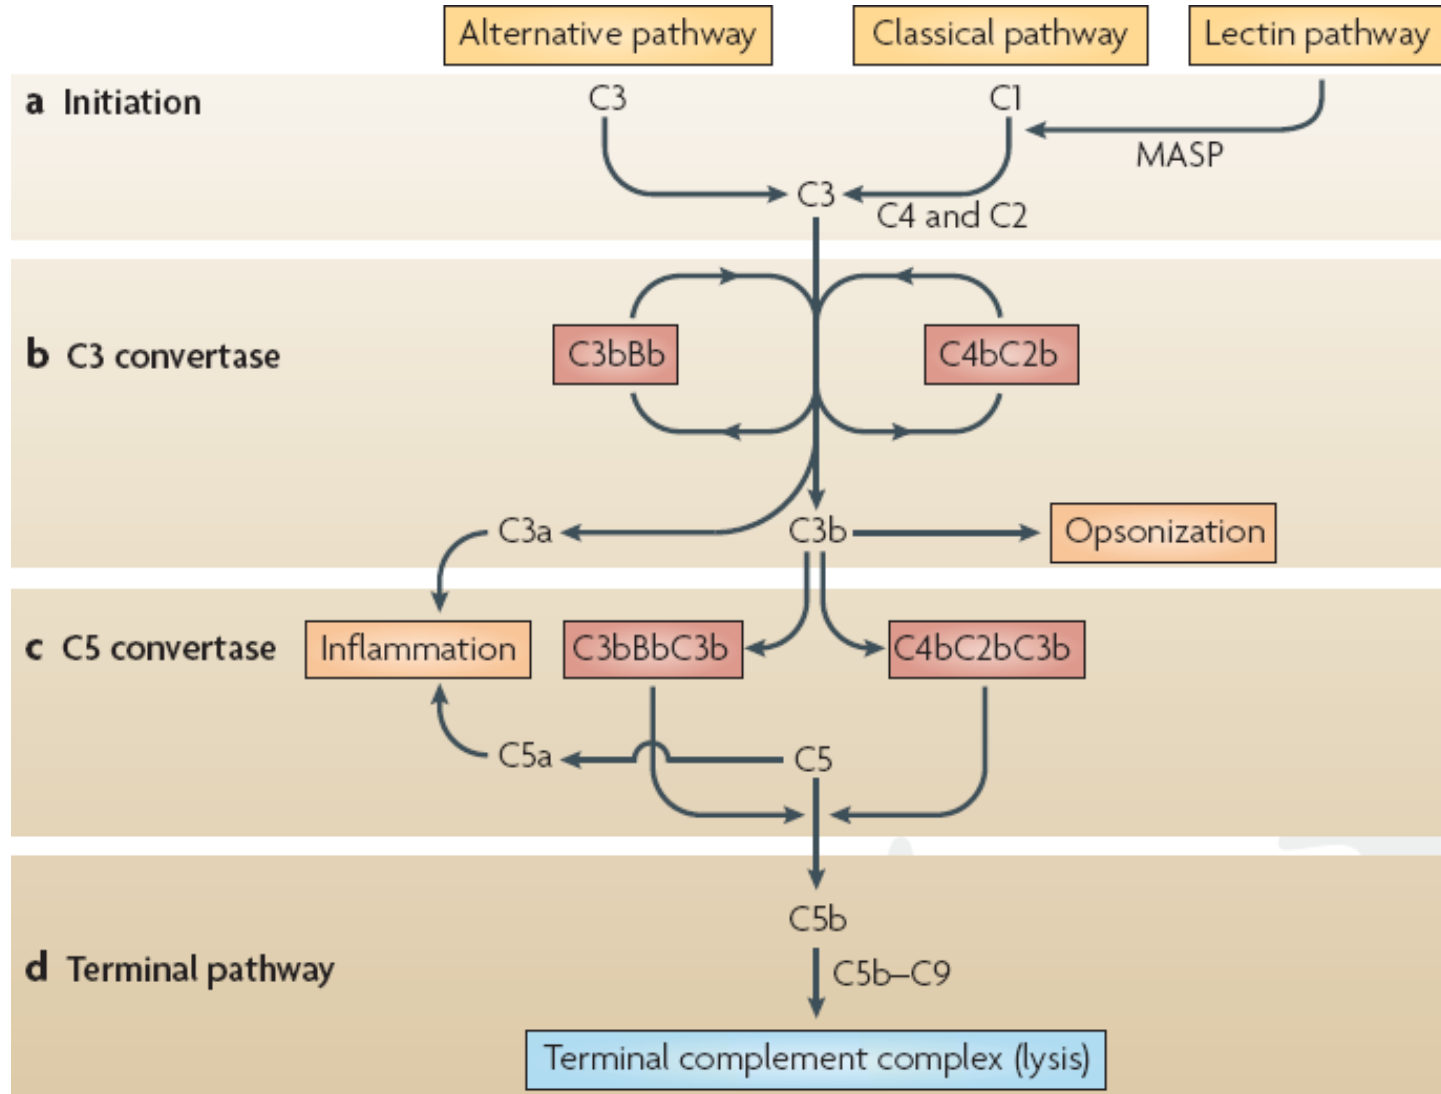 Alternative pathway
Classical pathway
Lectin pathway
a Initiation
C3
C1
MASP
C3
C4 and C2
b C3 convertase
C3bBb
C4bC2b
C3a
C3b
Opsonization
c C5 convertase
Inflammation
C3bBbC3b
C4bC2bC3b
C5a
C5
C5b
d Terminal pathway
C5b–C9
Terminal complement complex (lysis)